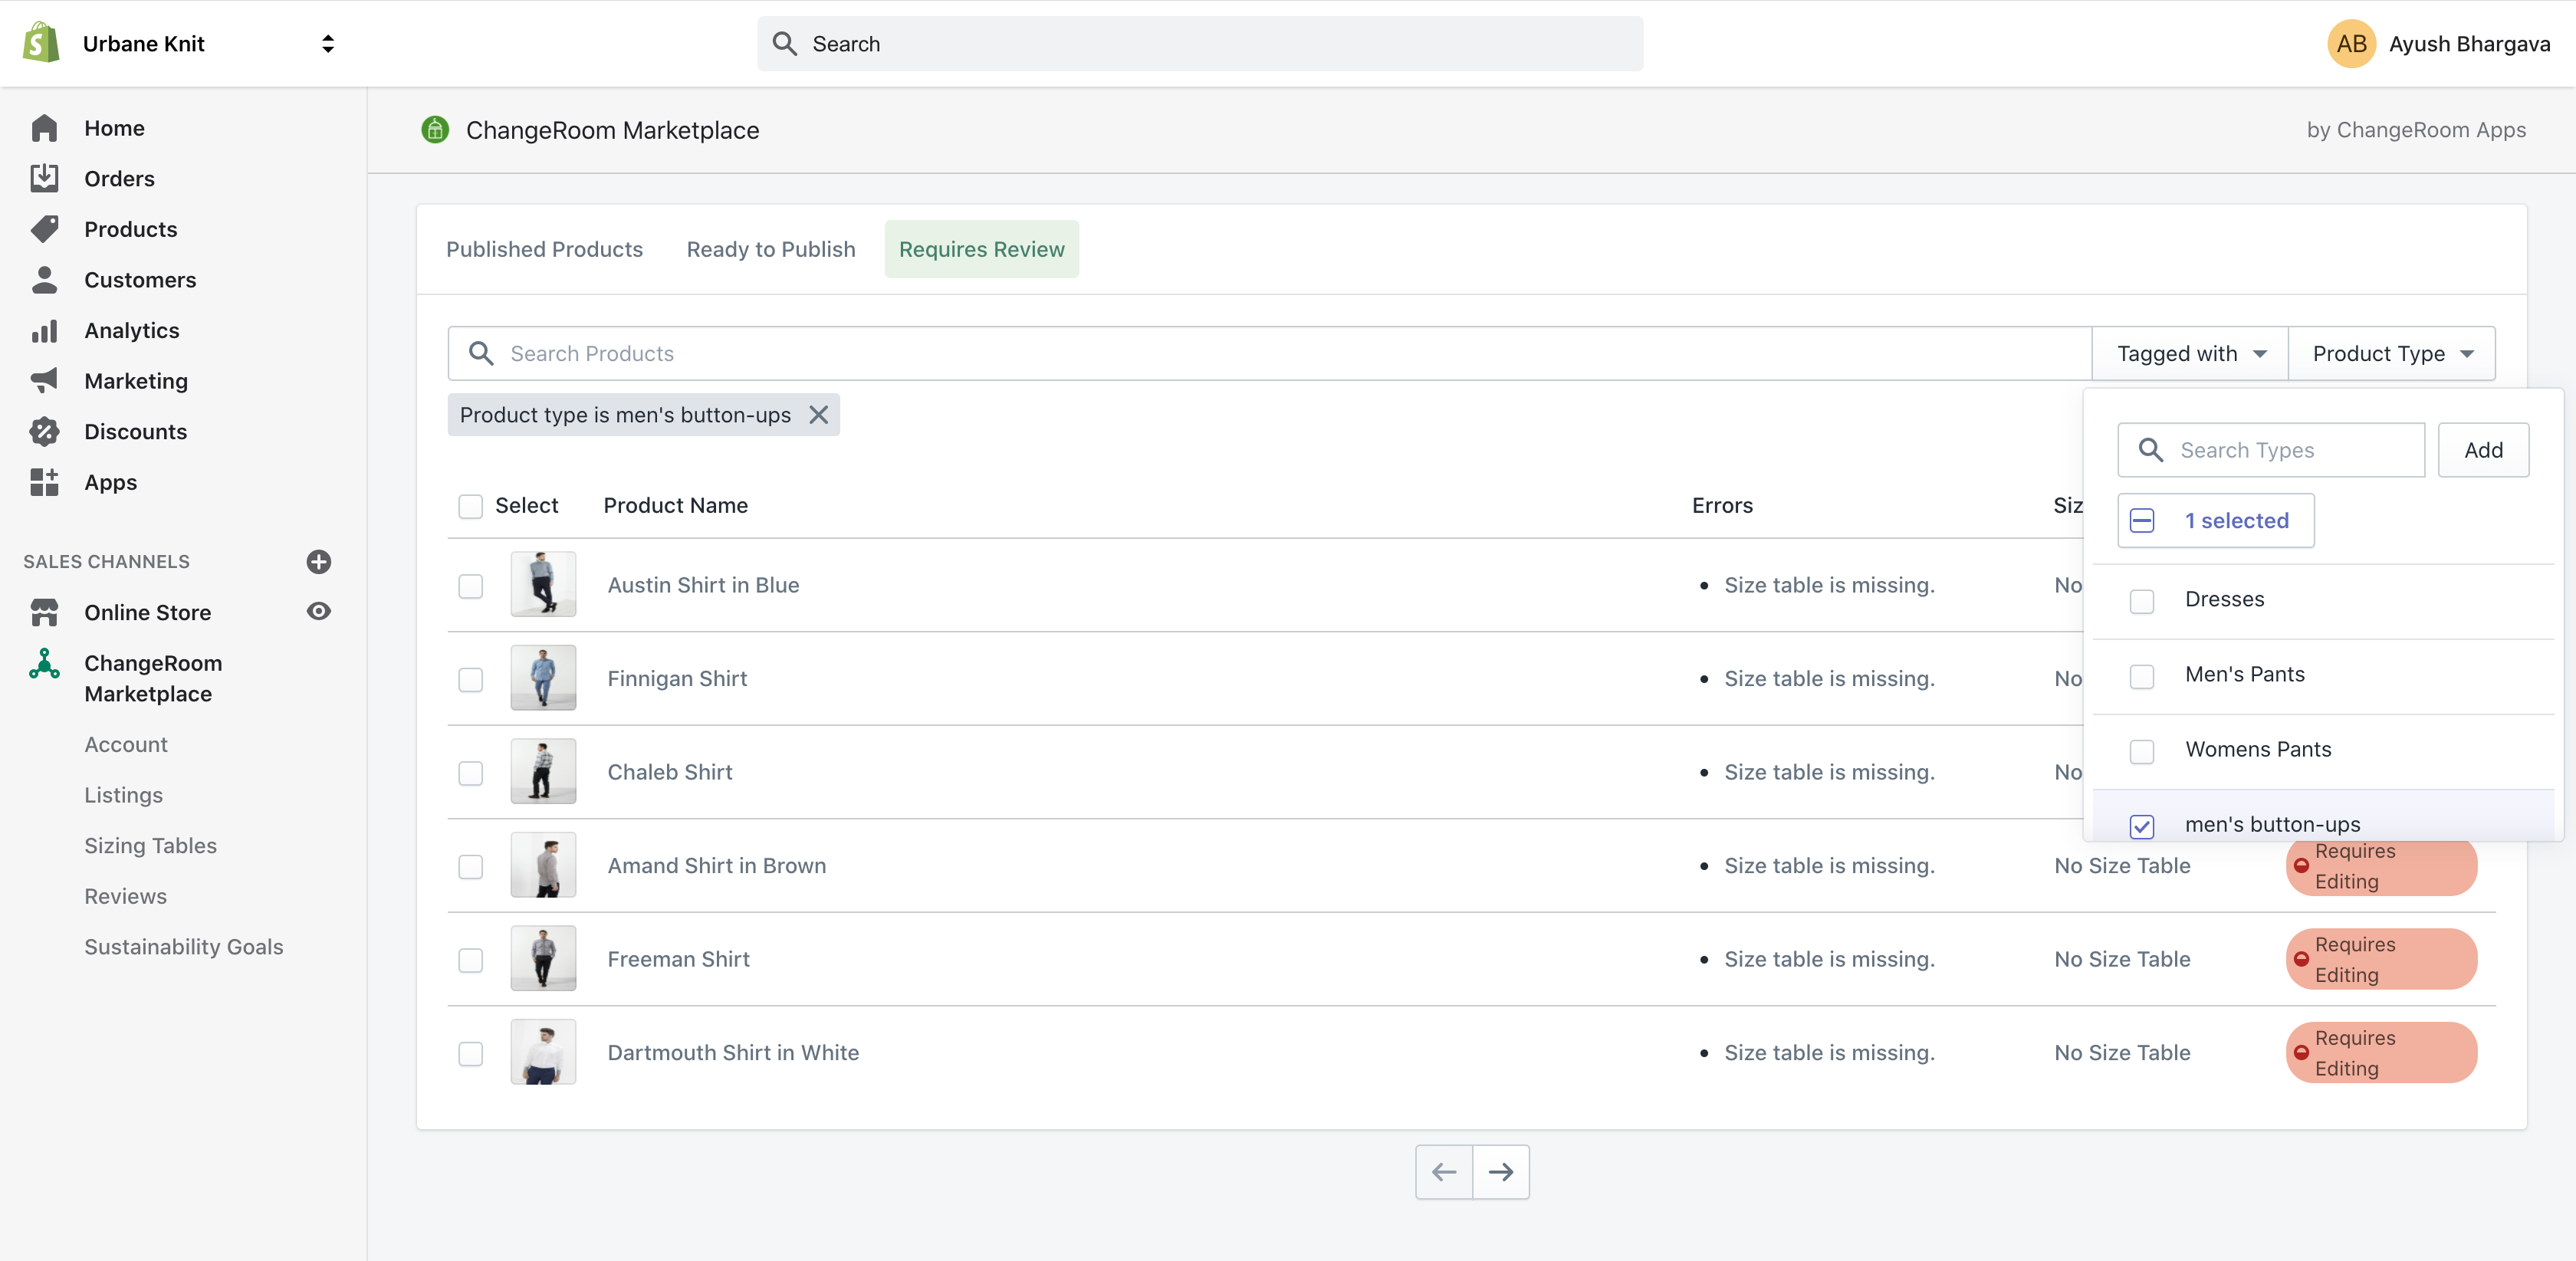 Urbane Knit
Search
AB Ayush Bhargava
Home
Orders
Products
Customers
Analytics
Marketing
Discounts
Apps
SALES CHANNELS
Online Store
ChangeRoom
Marketplace
Account
Listings
Sizing Tables
Reviews
Sustainability Goals
ChangeRoom Marketplace
by ChangeRoom Apps
Published Products Ready to Publish Requires Review
Search Products
Tagged with Product Type
Product type is men's button-ups
Search Types Add
1 selected
Dresses
Men's Pants
Womens Pants
men's button-ups
Select Product Name Errors Siz
Austin Shirt in Blue • Size table is missing. No
Finnigan Shirt • Size table is missing. No
Chaleb Shirt • Size table is missing. No
Amand Shirt in Brown • Size table is missing. No Size Table
Requires
Editing
Freeman Shirt • Size table is missing. No Size Table
Requires
Editing
Dartmouth Shirt in White • Size table is missing. No Size Table
Requires
Editing